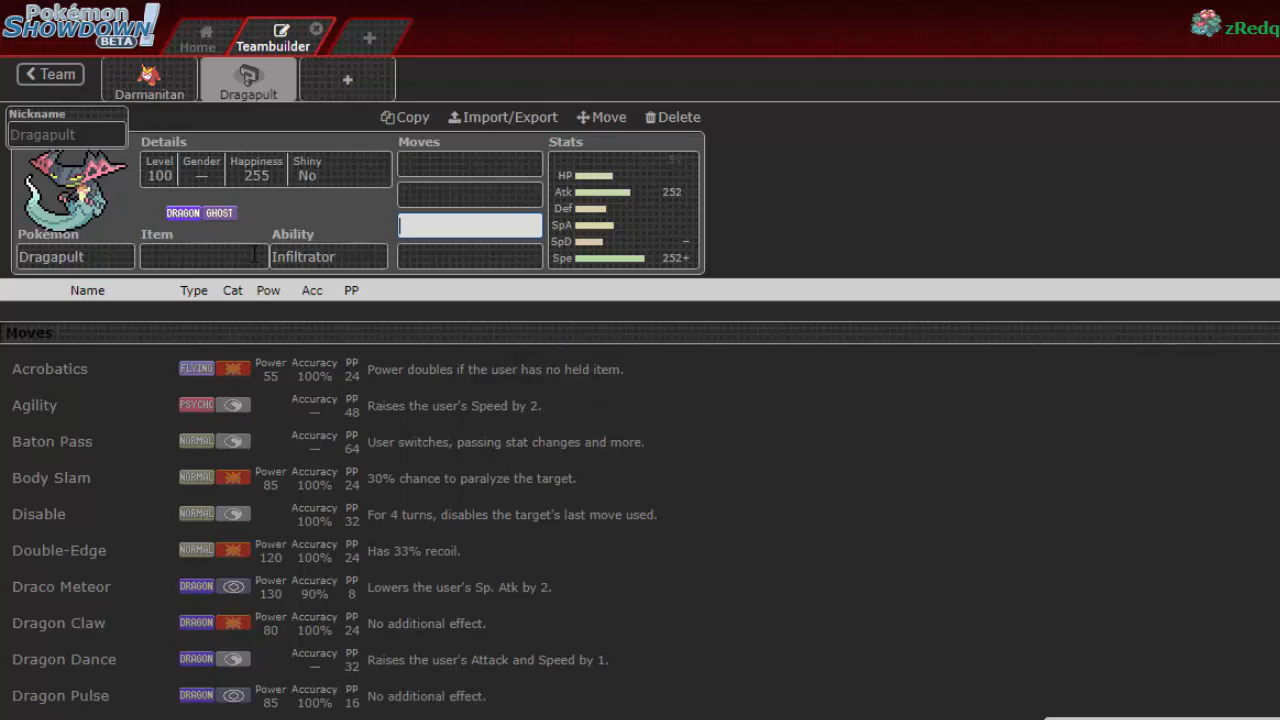 Pokémon
SHOWDOWN!
BETA
Home
Teambuilder
+
zRedq
< Team
Darmanitan
Dragapult
+
Nickname
Dragapult
Copy Import/Export Move Delete
Details
Level Gender Happiness Shiny
100 — 255 No
DRAGON GHOST
Pokémon Item Ability
Dragapult Infiltrator
Moves
Stats
EV
HP
Atk 252
Def
SpA
SpD −
Spe 252+
Name Type Cat Pow Acc PP
Moves
Acrobatics FLYING Power 55 Accuracy 100% PP 24 Power doubles if the user has no held item.
Agility PSYCHC Accuracy — PP 48 Raises the user's Speed by 2.
Baton Pass NORMAL Accuracy — PP 64 User switches, passing stat changes and more.
Body Slam NORMAL Power 85 Accuracy 100% PP 24 30% chance to paralyze the target.
Disable NORMAL Accuracy 100% PP 32 For 4 turns, disables the target's last move used.
Double-Edge NORMAL Power 120 Accuracy 100% PP 24 Has 33% recoil.
Draco Meteor DRAGON Power 130 Accuracy 90% PP 8 Lowers the user's Sp. Atk by 2.
Dragon Claw DRAGON Power 80 Accuracy 100% PP 24 No additional effect.
Dragon Dance DRAGON Accuracy — PP 32 Raises the user's Attack and Speed by 1.
Dragon Pulse DRAGON Power 85 Accuracy 100% PP 16 No additional effect.